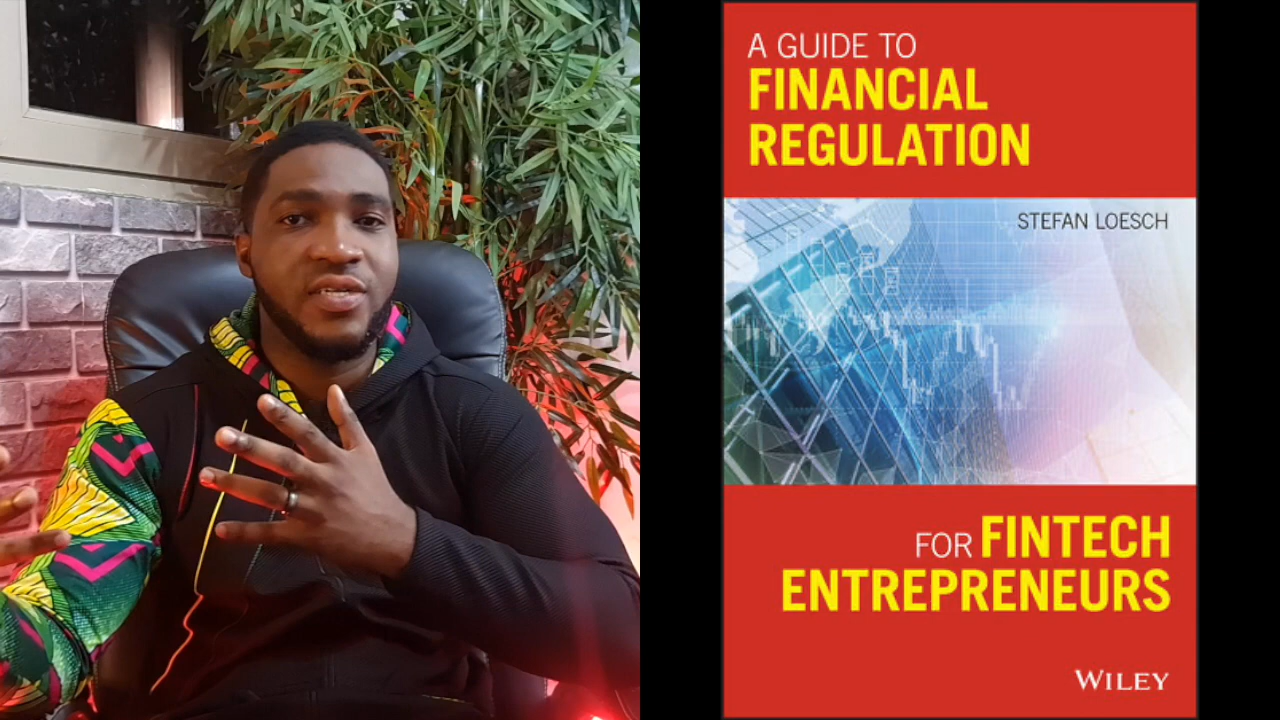 A GUIDE TO
FINANCIAL
REGULATION
STEFAN LOESCH
FOR FINTECH
ENTREPRENEURS
WILEY